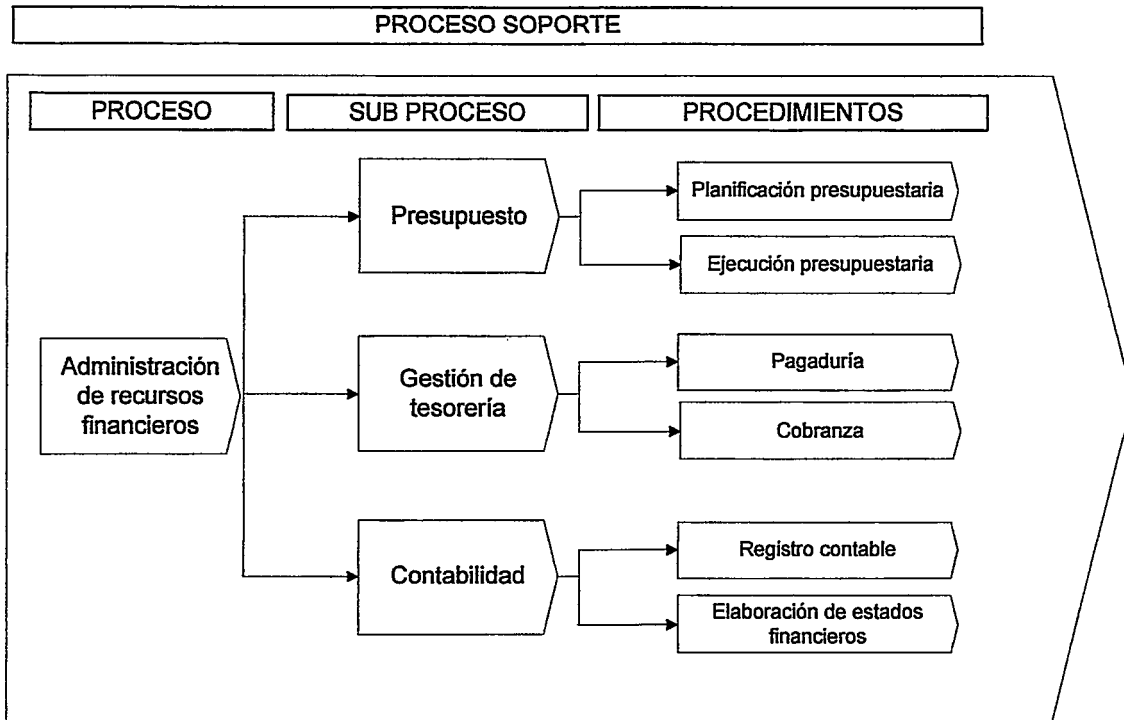 PROCESO SOPORTE
PROCESO
SUB PROCESO
PROCEDIMIENTOS
Administración
de recursos
financieros
Presupuesto
Planificación presupuestaria
Ejecución presupuestaria
Gestión de
tesorería
Pagaduría
Cobranza
Contabilidad
Registro contable
Elaboración de estados
financieros